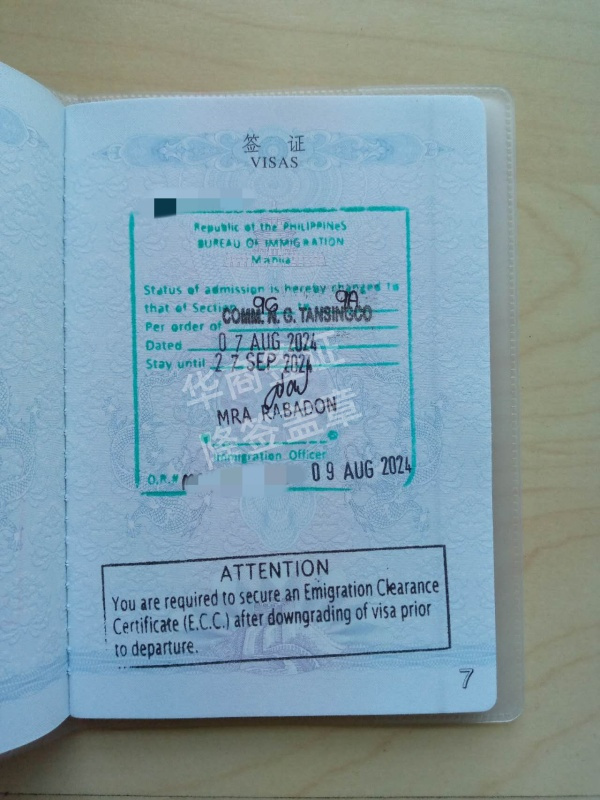 签 证
VISAS
Republic of the PHILIPPINES
BUREAU OF IMMIGRATION
Manila
Status of admission is hereby changed to
that of Section 9G to 9A
Per order of COMM. N. G. TANSINGCO
Dated 07 AUG 2024
Stay until 27 SEP 2024
MRA RABADON
Immigration Officer
O.R.#
09 AUG 2024
华商签证
降签盖章
ATTENTION
You are required to secure an Emigration Clearance
Certificate (E.C.C.) after downgrading of visa prior
to departure.
7